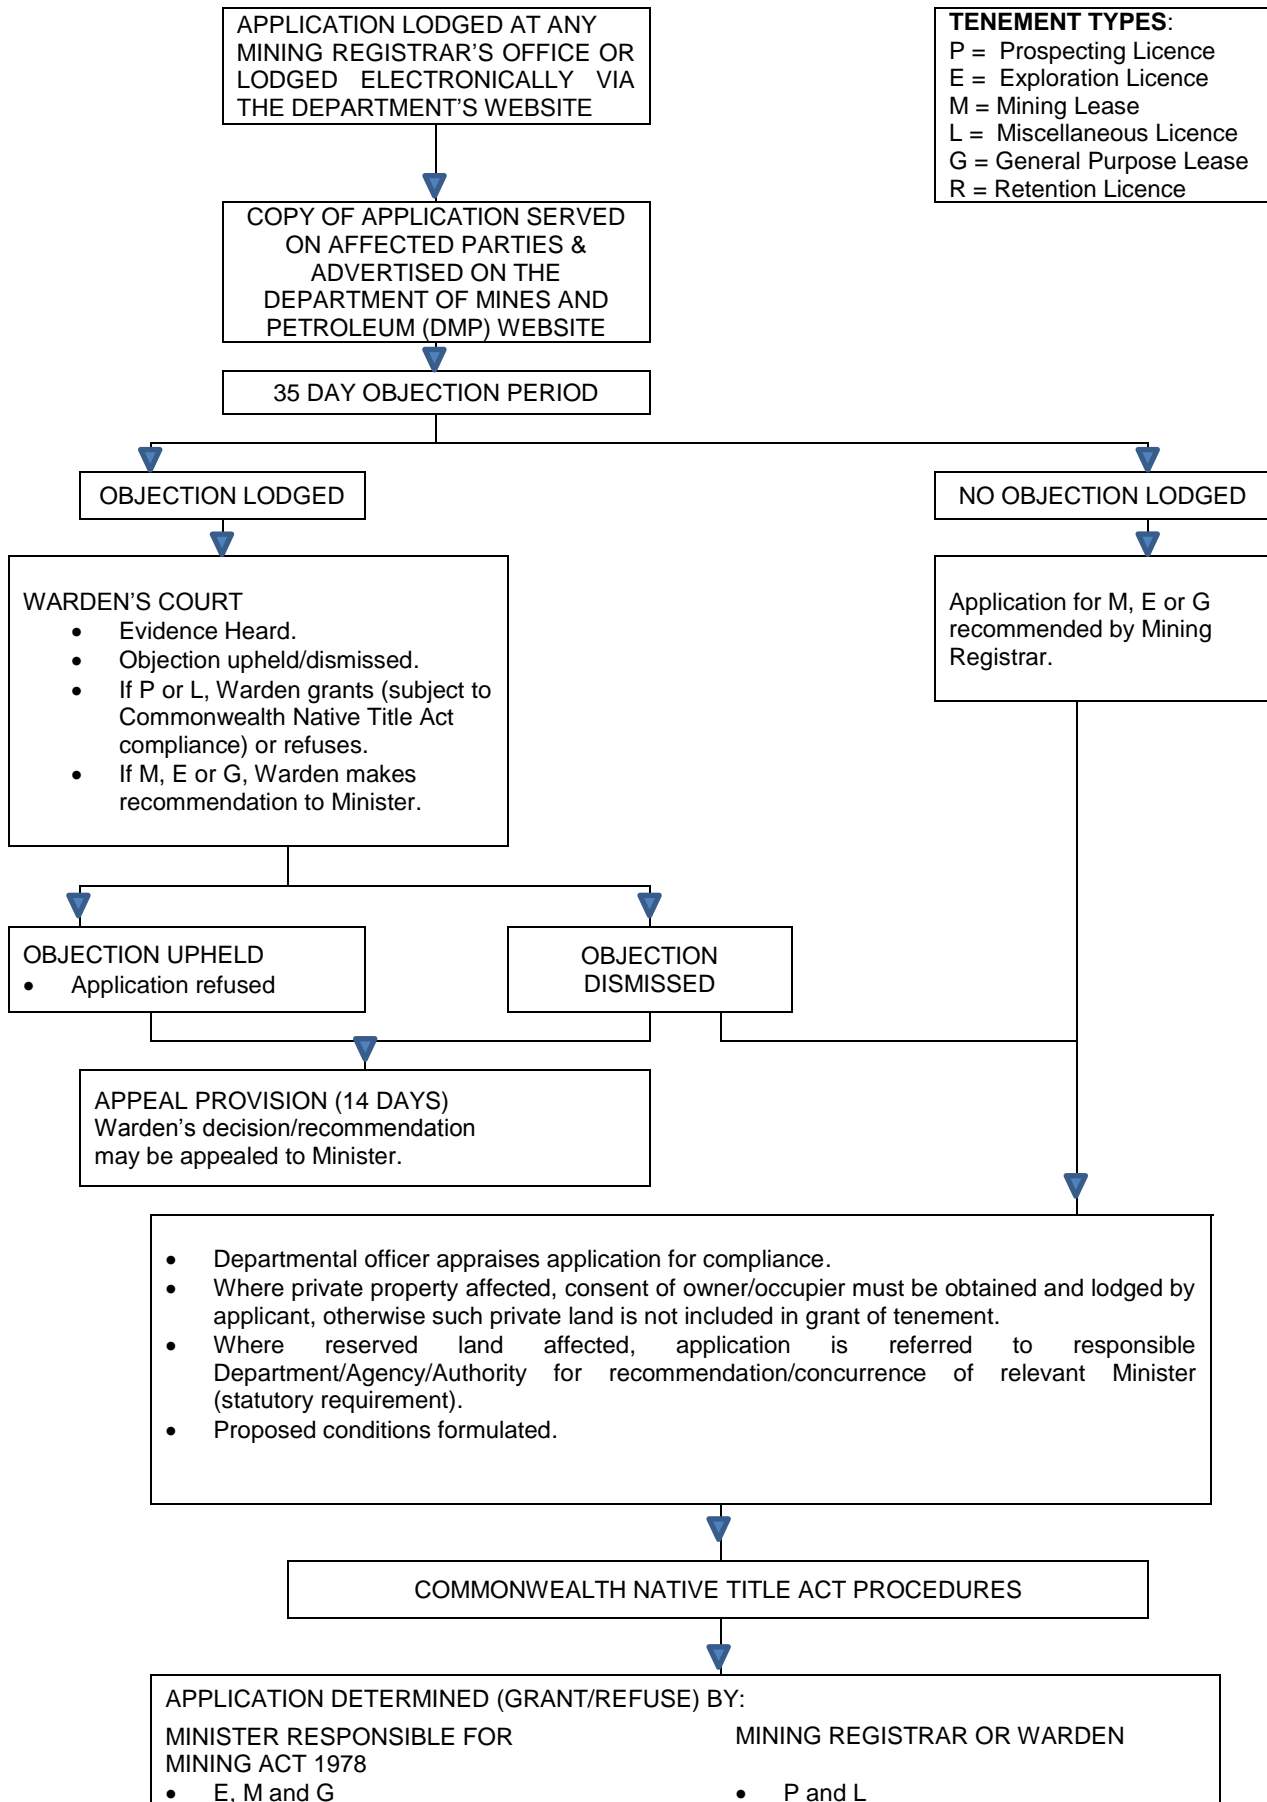 APPLICATION LODGED AT ANY
MINING REGISTRAR'S OFFICE OR
LODGED ELECTRONICALLY VIA
THE DEPARTMENT'S WEBSITE
TENEMENT TYPES:
P = Prospecting Licence
E = Exploration Licence
M = Mining Lease
L = Miscellaneous Licence
G = General Purpose Lease
R = Retention Licence
COPY OF APPLICATION SERVED
ON AFFECTED PARTIES &
ADVERTISED ON THE
DEPARTMENT OF MINES AND
PETROLEUM (DMP) WEBSITE
35 DAY OBJECTION PERIOD
OBJECTION LODGED
NO OBJECTION LODGED
WARDEN'S COURT
• Evidence Heard.
• Objection upheld/dismissed.
• If P or L, Warden grants (subject to
Commonwealth Native Title Act
compliance) or refuses.
• If M, E or G, Warden makes
recommendation to Minister.
Application for M, E or G
recommended by Mining
Registrar.
OBJECTION UPHELD
• Application refused
OBJECTION
DISMISSED
APPEAL PROVISION (14 DAYS)
Warden's decision/recommendation
may be appealed to Minister.
• Departmental officer appraises application for compliance.
• Where private property affected, consent of owner/occupier must be obtained and lodged by
applicant, otherwise such private land is not included in grant of tenement.
• Where reserved land affected, application is referred to responsible
Department/Agency/Authority for recommendation/concurrence of relevant Minister
(statutory requirement).
• Proposed conditions formulated.
COMMONWEALTH NATIVE TITLE ACT PROCEDURES
APPLICATION DETERMINED (GRANT/REFUSE) BY:
MINISTER RESPONSIBLE FOR
MINING ACT 1978
• E, M and G
MINING REGISTRAR OR WARDEN
• P and L